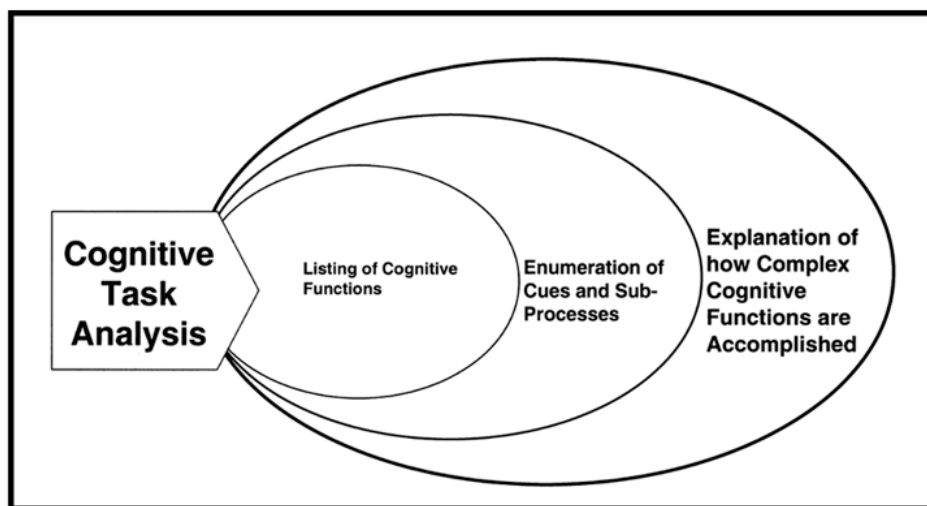 Cognitive
Task
Analysis
Listing of Cognitive
Functions
Enumeration of
Cues and Sub-
Processes
Explanation of
how Complex
Cognitive
Functions are
Accomplished